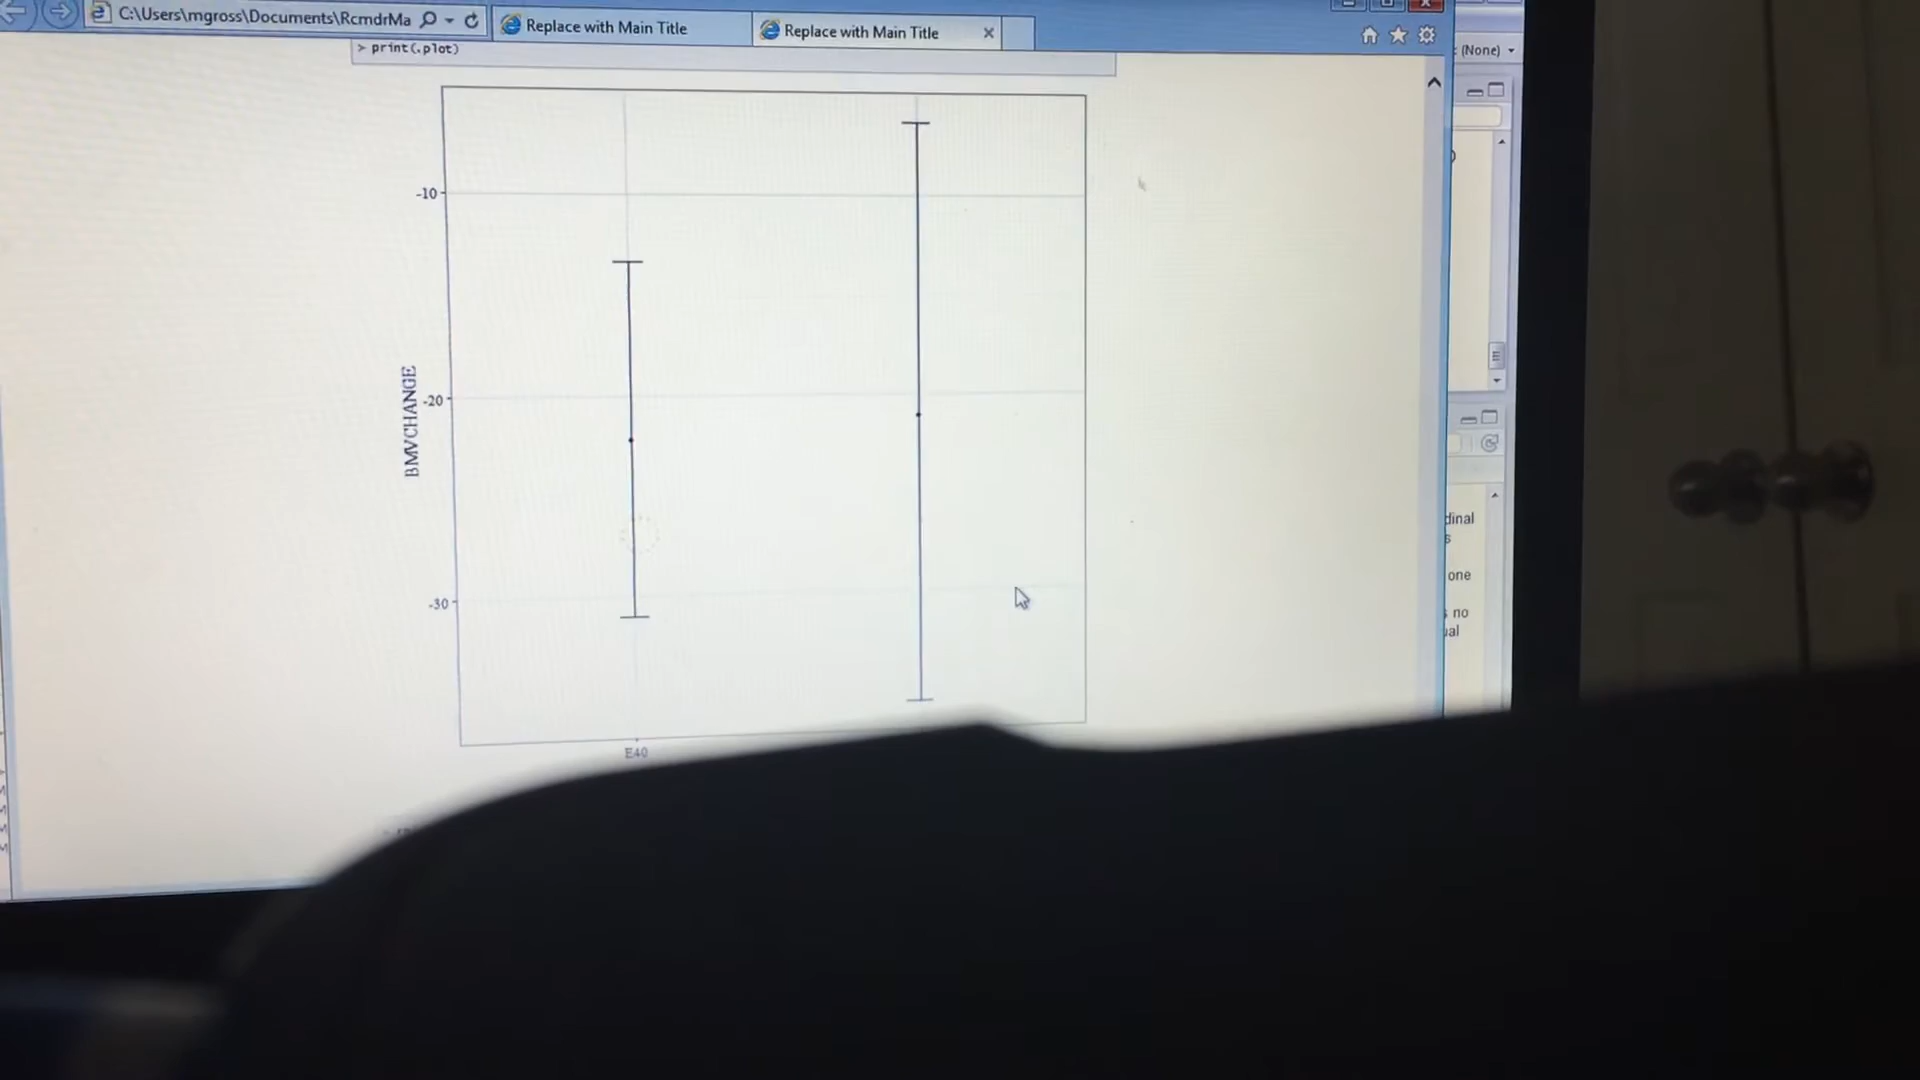 C:\Users\mgross\Documents\RcmdrMa
Replace with Main Title
Replace with Main Title
(None)
> print(.plot)
-10
BMVCHANGE
-20
-30
E40
dinal
s
one
no